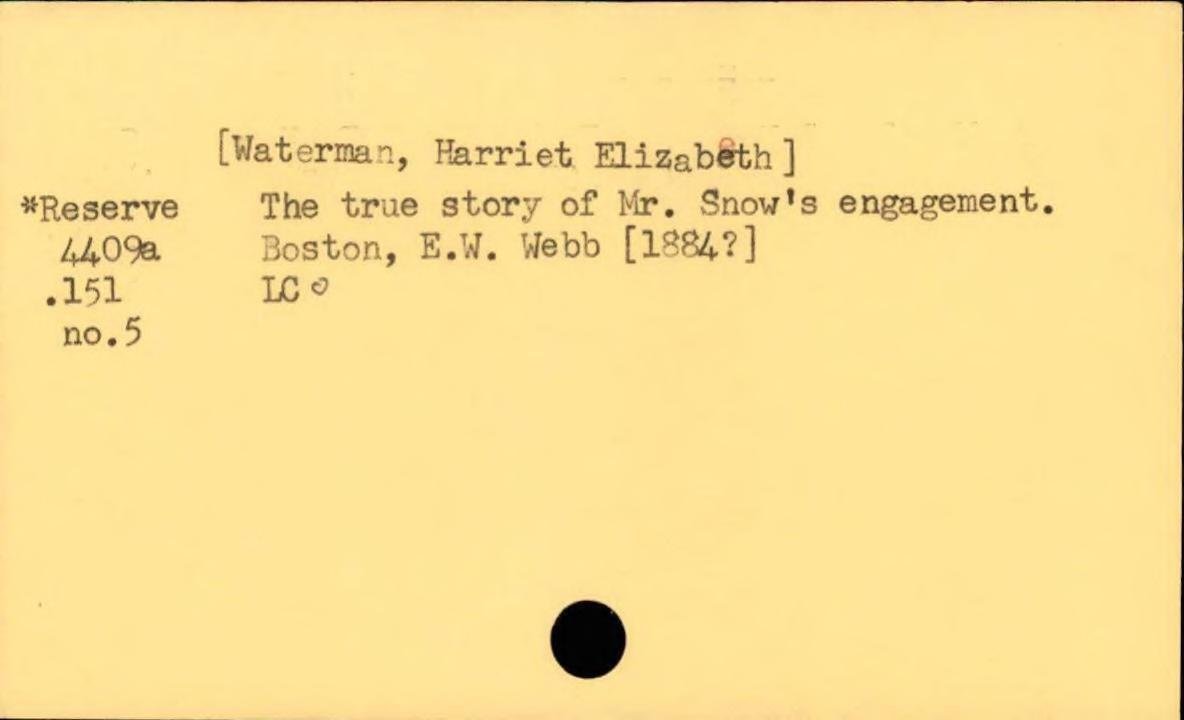 [Waterman, Harriet Elizabeth]
*Reserve The true story of Mr. Snow's engagement.
4409a Boston, E.W. Webb [1884?]
.151 LC
no.5